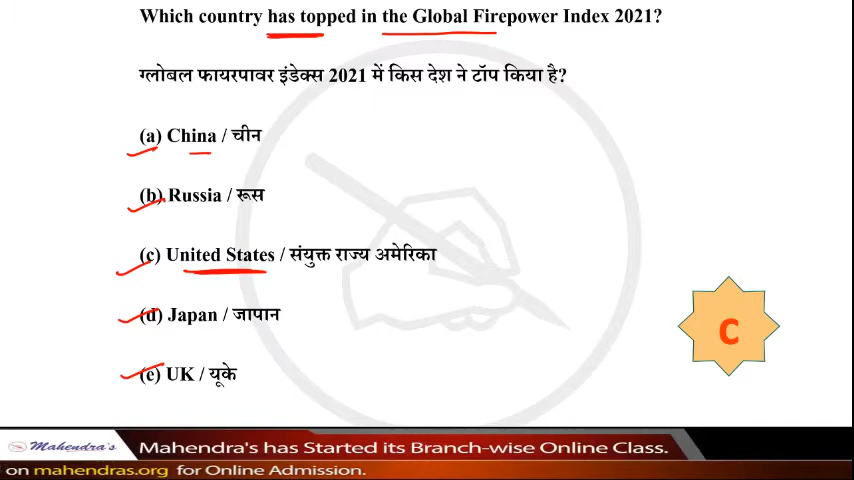 Which country has topped in the Global Firepower Index 2021?
ग्लोबल फायरपावर इंडेक्स 2021 में किस देश ने टॉप किया है?
(a) China / चीन
(b) Russia / रूस
(c) United States / संयुक्त राज्य अमेरिका
(d) Japan / जापान
(e) UK / यूके
C
Mahendra's
Mahendra's has Started its Branch-wise Online Class.
on mahendras.org for Online Admission.